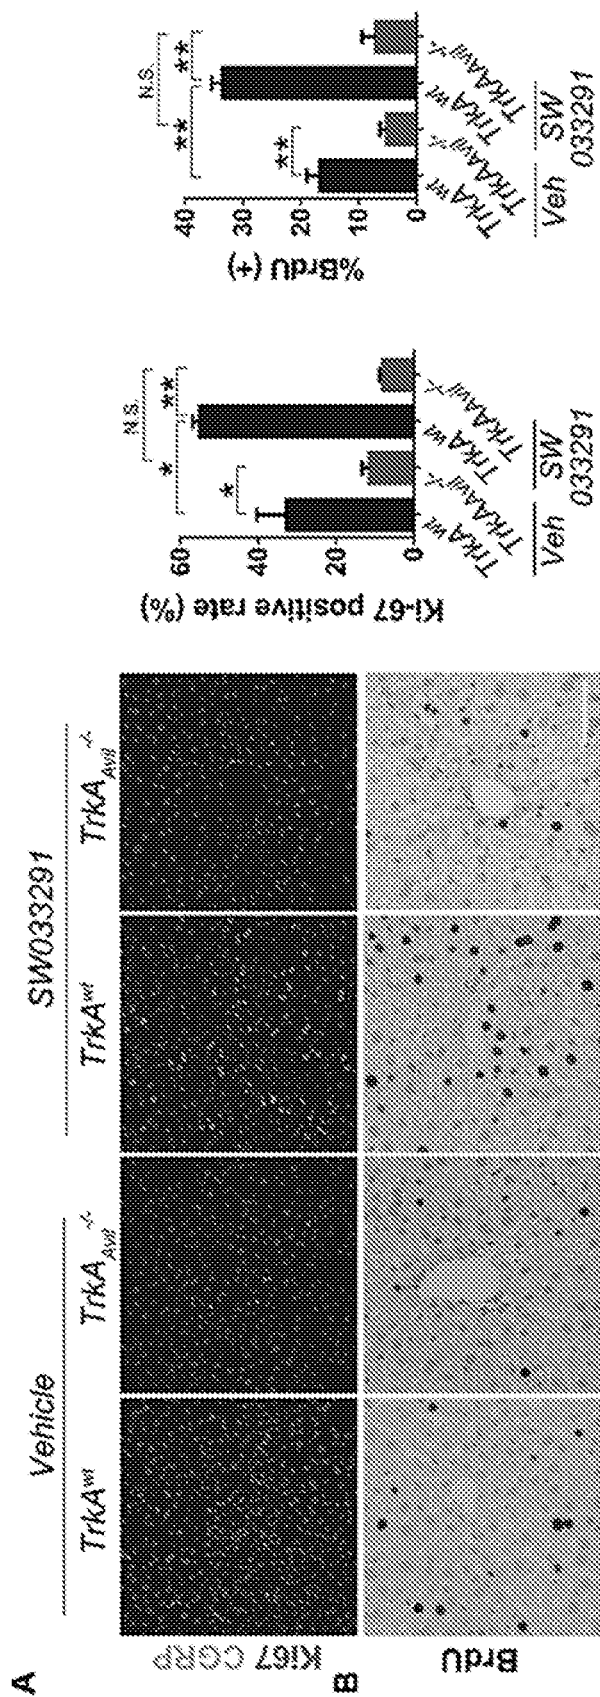 A
Vehicle
SW033291
TrkA^wt
TrkA_Avil^-/-
TrkA^wt
TrkA_Avil^-/-
Ki67 CGRP
Ki-67 positive rate (%)
60
40
20
0
*
*
**
N.S.
TrkA^wt
TrkA_Avil^-/-
TrkA^wt
TrkA_Avil^-/-
Veh
SW
033291
B
BrdU
%BrdU (+)
40
30
20
10
0
**
**
**
N.S.
TrkA^wt
TrkA_Avil^-/-
TrkA^wt
TrkA_Avil^-/-
Veh
SW
033291